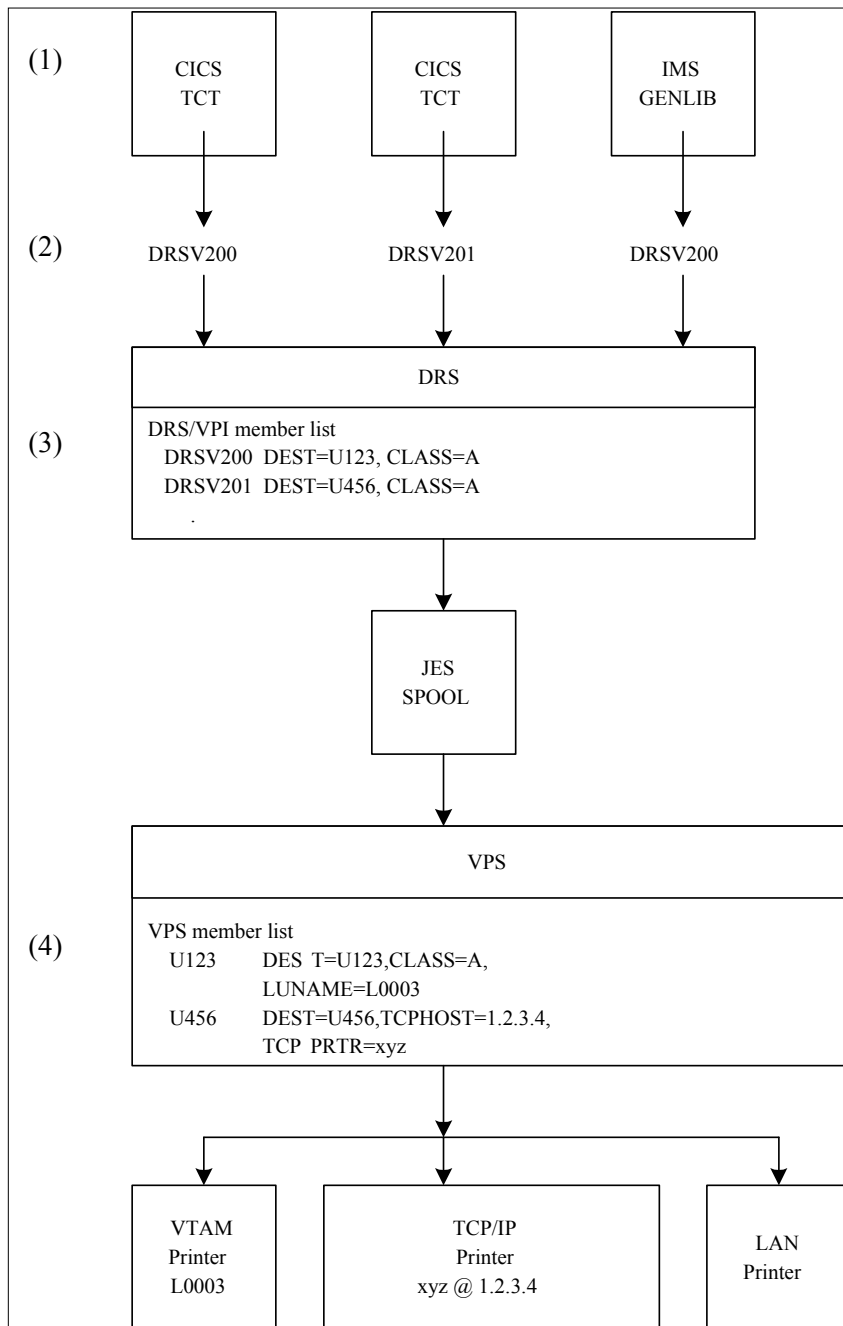 (1)
CICS
TCT
CICS
TCT
IMS
GENLIB
(2)
DRSV200
DRSV201
DRSV200
DRS
(3)
DRS/VPI member list
DRSV200 DEST=U123, CLASS=A
DRSV201 DEST=U456, CLASS=A
.
JES
SPOOL
VPS
(4)
VPS member list
U123 DES T=U123,CLASS=A,
LUNAME=L0003
U456 DEST=U456,TCPHOST=1.2.3.4,
TCP PRTR=xyz
VTAM
Printer
L0003
TCP/IP
Printer
xyz @ 1.2.3.4
LAN
Printer